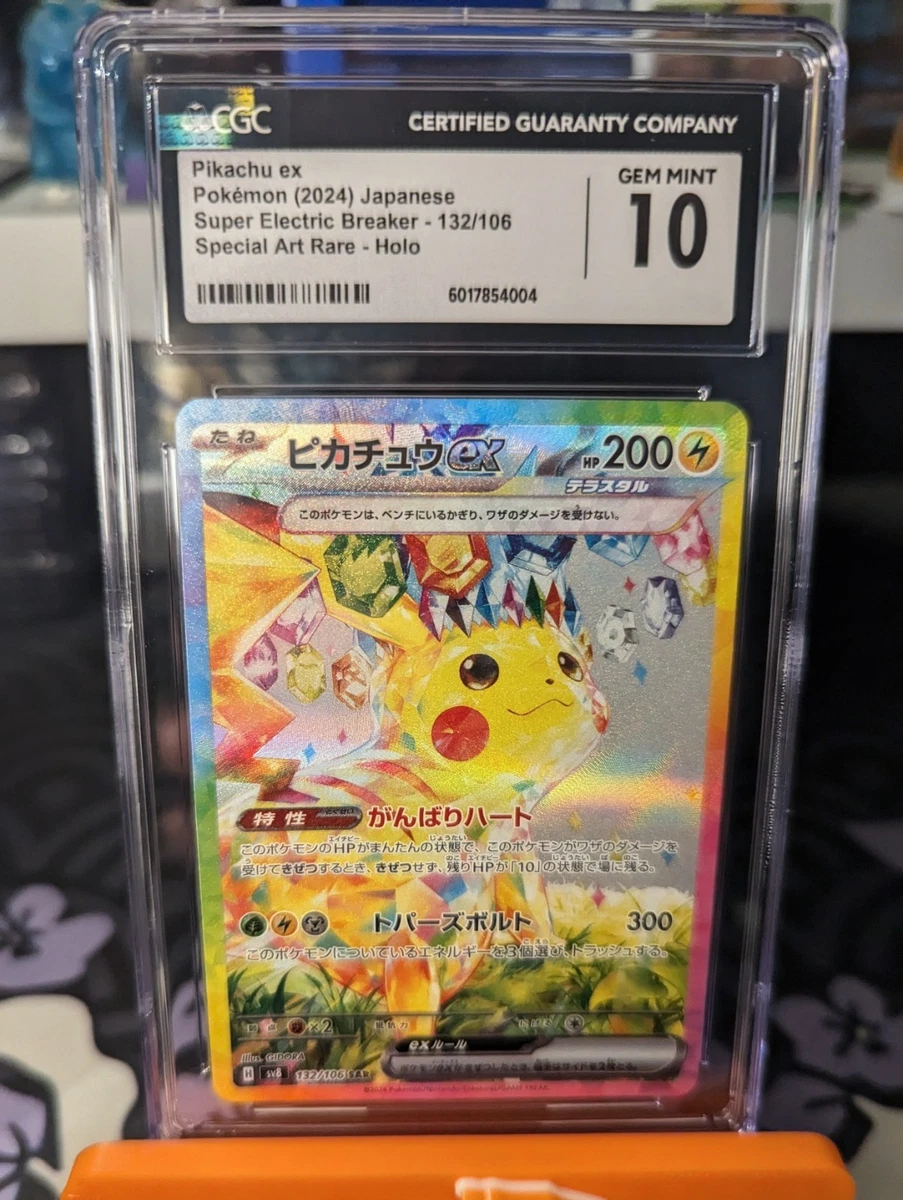 CGC
CERTIFIED GUARANTY COMPANY
Pikachu ex
Pokémon (2024) Japanese
Super Electric Breaker - 132/106
Special Art Rare - Holo
GEM MINT
10
6017854004
たね
ピカチュウex
HP 200
テラスタル
このポケモンは、ベンチにいるかぎり、ワザのダメージを受けない。
特性
がんばりハート
このポケモンのHPがまんたんの状態で、このポケモンがワザのダメージを
受けてきぜつするとき、きぜつせず、残りHPが「10」の状態で場に残る。
トパーズボルト 300
このポケモンについているエネルギーを3個選び、トラッシュする。
×2
exルール
Illus. GIDORA
H sv8 132/106 SAR